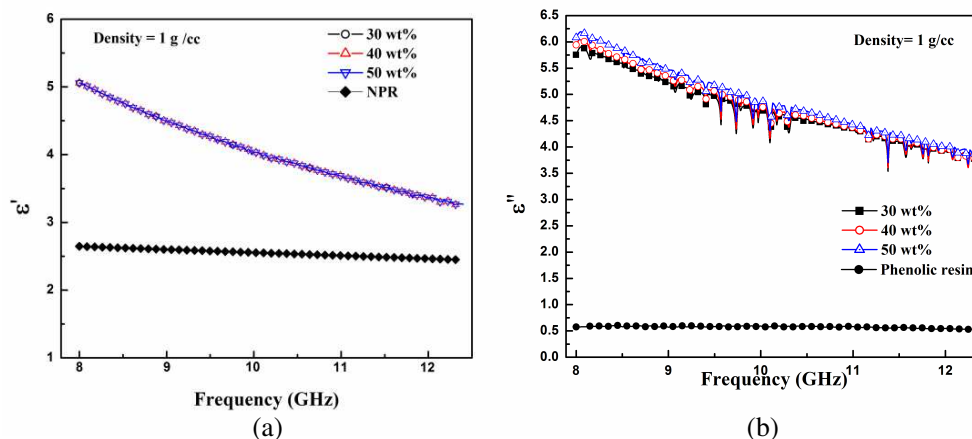 Density = 1 g /cc
30 wt%
40 wt%
50 wt%
NPR
6
5
4
3
2
1
ε'
8
9
10
11
12
Frequency (GHz)
(a)
Density= 1 g/cc
6.5
6.0
5.5
5.0
4.5
4.0
3.5
3.0
2.5
2.0
1.5
1.0
0.5
0.0
ε"
30 wt%
40 wt%
50 wt%
Phenolic resin
8
9
10
11
12
Frequency (GHz)
(b)